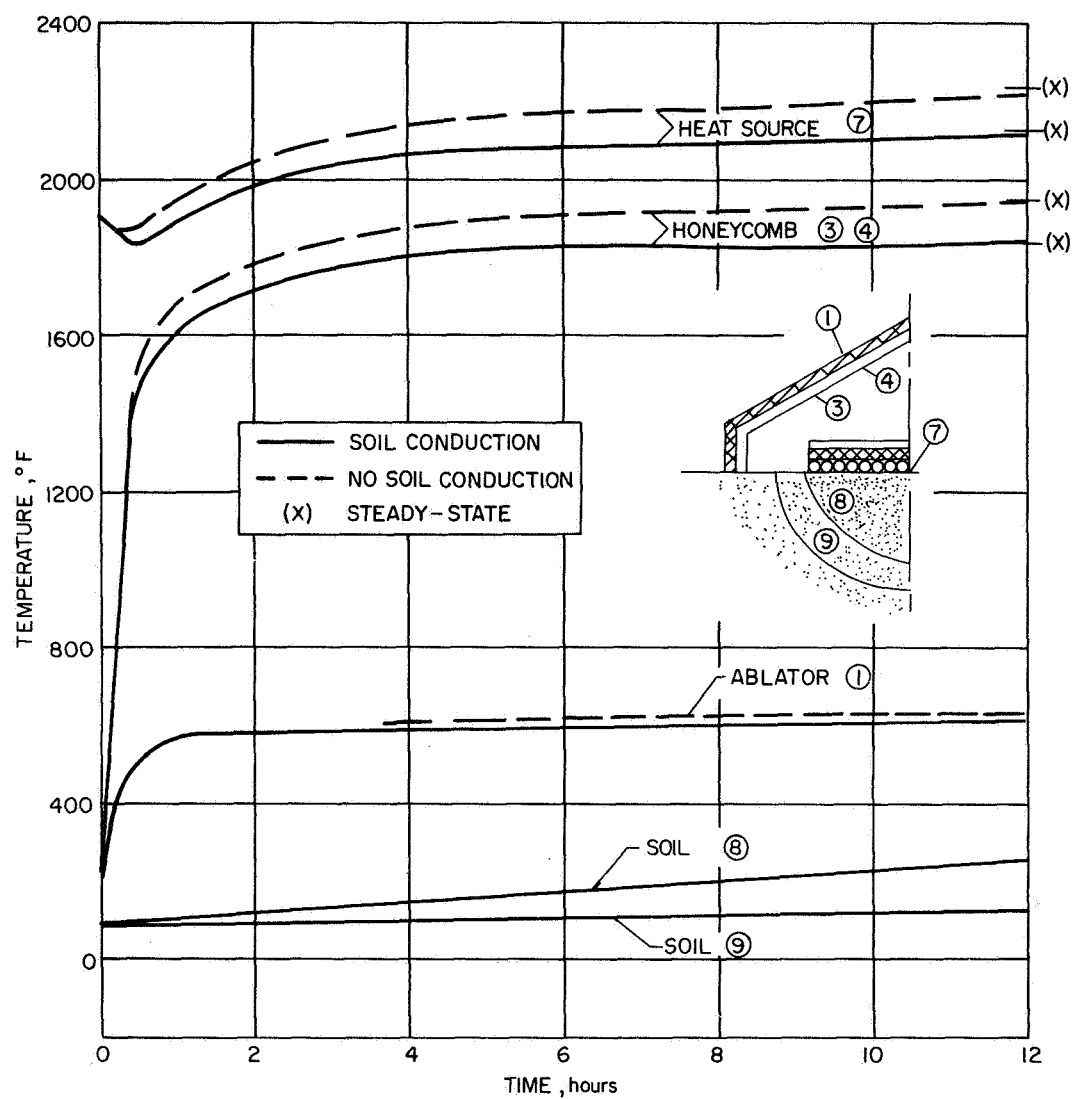 2400
(X)
HEAT SOURCE ⑦
(X)
2000
(X)
HONEYCOMB ③ ④
(X)
①
1600
④
③
SOIL CONDUCTION
NO SOIL CONDUCTION
(X) STEADY-STATE
⑦
1200
⑧
⑨
TEMPERATURE, °F
800
ABLATOR ①
400
SOIL ⑧
SOIL ⑨
0
0 2 4 6 8 10 12
TIME, hours